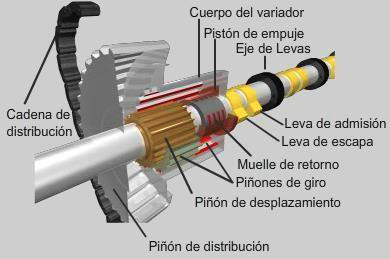 Cuerpo del variador
Pistón de empuje
Eje de Levas
Cadena de
distribución
Leva de admisión
Leva de escapa
Muelle de retorno
Piñones de giro
Piñón de desplazamiento
Piñón de distribución